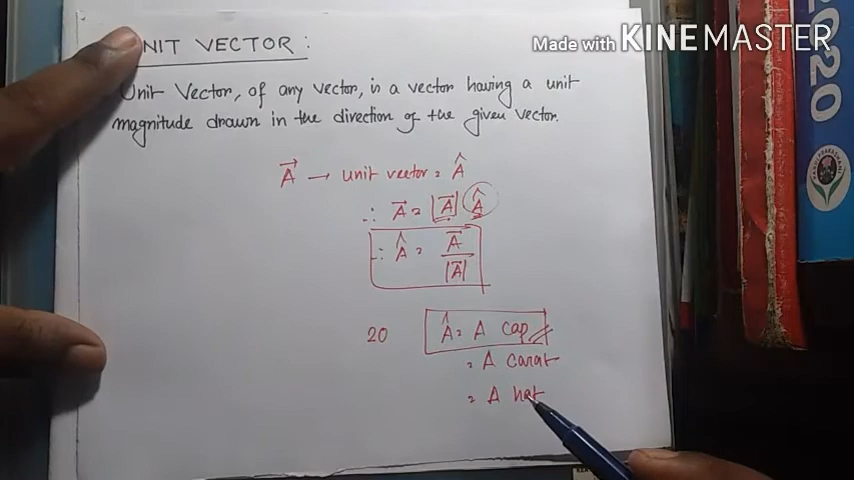 Made with KINEMASTER
UNIT VECTOR :
Unit Vector, of any vector, is a vector having a unit
magnitude drawn in the direction of the given vector.
A⃗ → unit vector = Â
∴ A⃗ = |A⃗| Â
∴ Â = A⃗ / |A⃗|
20 Â = A cap
= A carat
= A hat
2020